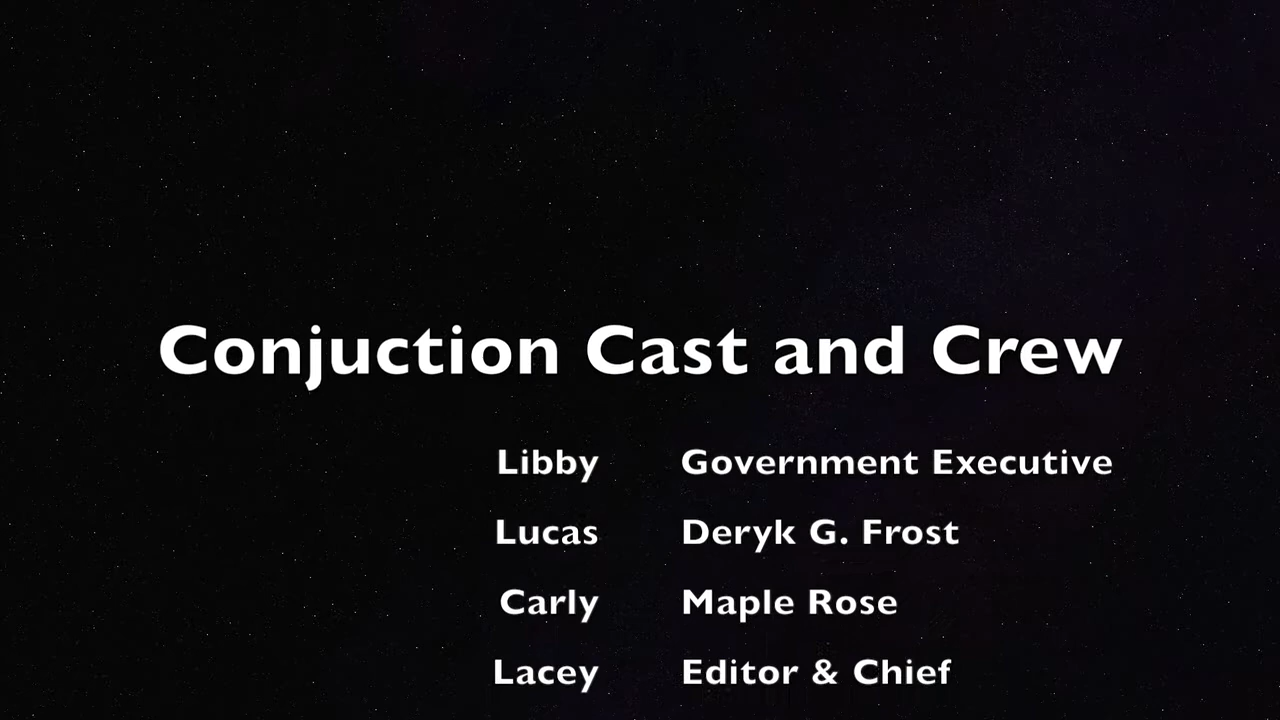 Conjuction Cast and Crew
Libby Government Executive
Lucas Deryk G. Frost
Carly Maple Rose
Lacey Editor & Chief